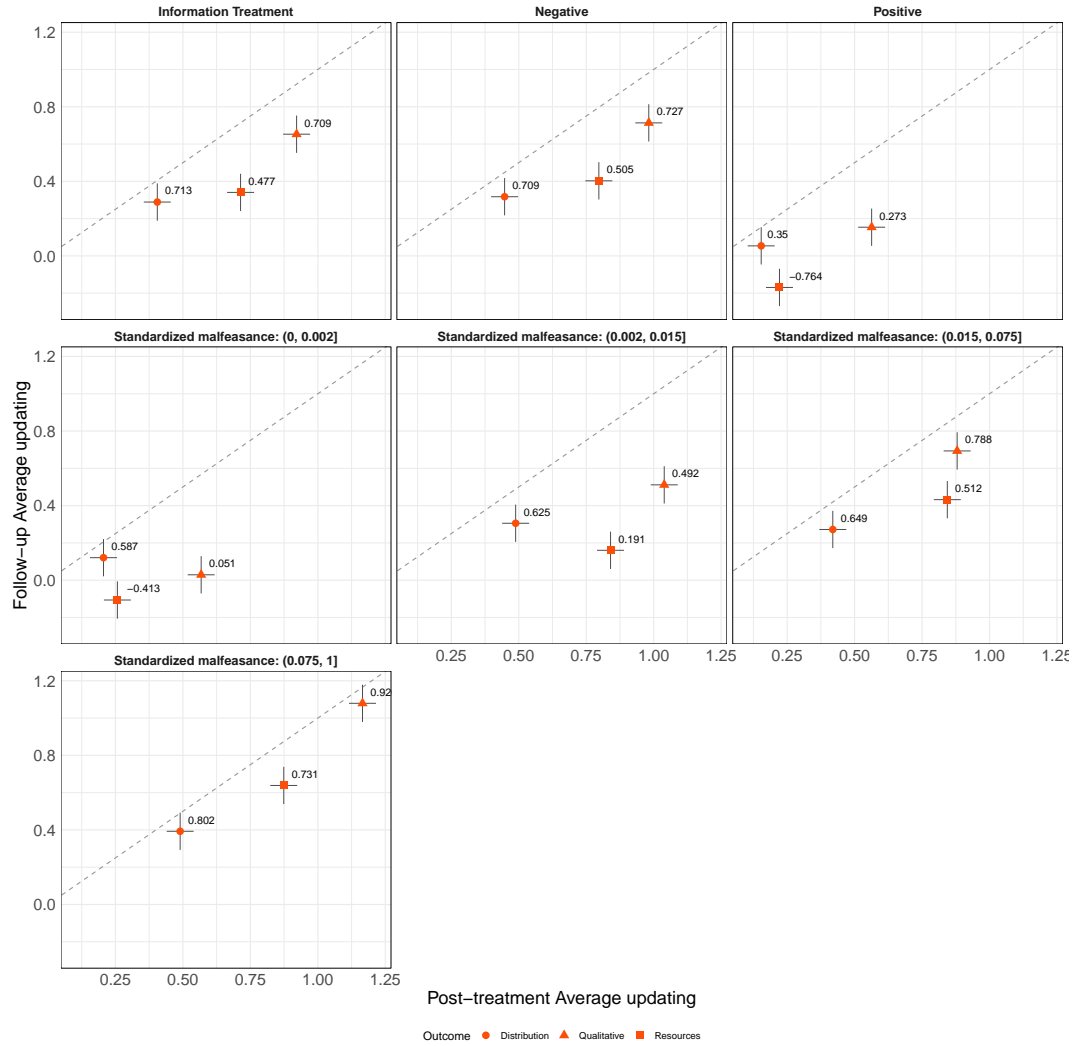 Information Treatment
Negative
Positive
1.2
0.8
0.4
0.0
0.709
0.713
0.477
0.727
0.709
0.505
0.273
0.35
−0.764
Standardized malfeasance: (0, 0.002]
Standardized malfeasance: (0.002, 0.015]
Standardized malfeasance: (0.015, 0.075]
1.2
0.8
0.4
0.0
0.587
0.051
−0.413
0.492
0.625
0.191
0.788
0.512
0.649
Follow−up Average updating
0.25 0.50 0.75 1.00 1.25
0.25 0.50 0.75 1.00 1.25
Standardized malfeasance: (0.075, 1]
1.2
0.8
0.4
0.0
0.92
0.731
0.802
0.25 0.50 0.75 1.00 1.25
Post−treatment Average updating
Outcome Distribution Qualitative Resources